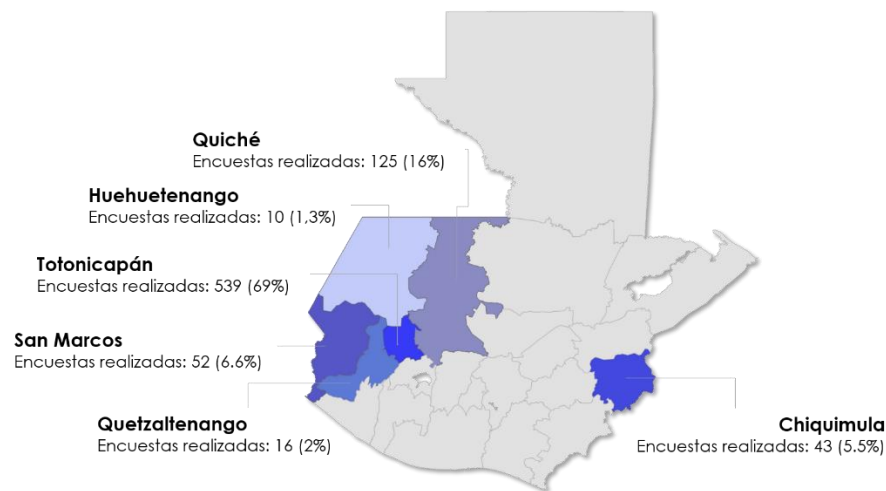 Quiché
Encuestas realizadas: 125 (16%)
Huehuetenango
Encuestas realizadas: 10 (1,3%)
Totonicapán
Encuestas realizadas: 539 (69%)
San Marcos
Encuestas realizadas: 52 (6.6%)
Quetzaltenango
Encuestas realizadas: 16 (2%)
Chiquimula
Encuestas realizadas: 43 (5.5%)